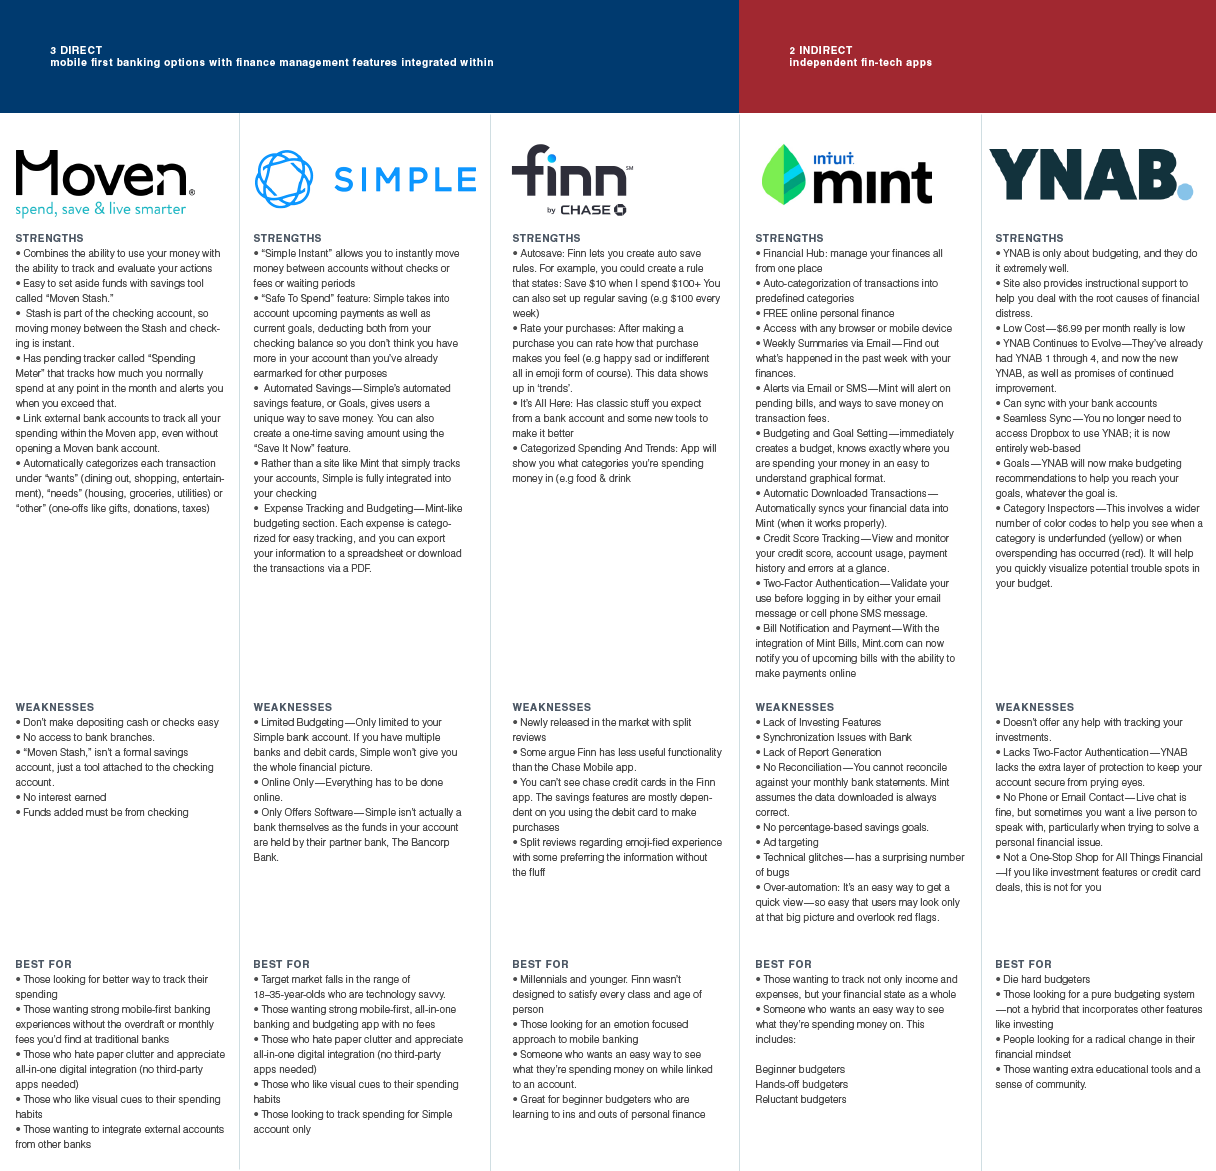 3 DIRECT
mobile first banking options with finance management features integrated within
2 INDIRECT
independent fin-tech apps
Moven®
spend, save & live smarter
STRENGTHS
• Combines the ability to use your money with
the ability to track and evaluate your actions
• Easy to set aside funds with savings tool
called “Moven Stash.”
•  Stash is part of the checking account, so
moving money between the Stash and check-
ing is instant.
• Has pending tracker called “Spending
Meter” that tracks how much you normally
spend at any point in the month and alerts you
when you exceed that.
• Link external bank accounts to track all your
spending within the Moven app, even without
opening a Moven bank account.
• Automatically categorizes each transaction
under “wants” (dining out, shopping, entertain-
ment), “needs” (housing, groceries, utilities) or
“other” (one-offs like gifts, donations, taxes)
WEAKNESSES
• Don’t make depositing cash or checks easy
• No access to bank branches.
• “Moven Stash,” isn’t a formal savings
account, just a tool attached to the checking
account.
• No interest earned
• Funds added must be from checking
BEST FOR
• Those looking for better way to track their
spending
• Those wanting strong mobile-first banking
experiences without the overdraft or monthly
fees you’d find at traditional banks
• Those who hate paper clutter and appreciate
all-in-one digital integration (no third-party
apps needed)
• Those who like visual cues to their spending
habits
• Those wanting to integrate external accounts
from other banks
SIMPLE
STRENGTHS
• “Simple Instant” allows you to instantly move
money between accounts without checks or
fees or waiting periods
• “Safe To Spend” feature: Simple takes into
account upcoming payments as well as
current goals, deducting both from your
checking balance so you don’t think you have
more in your account than you’ve already
earmarked for other purposes
•  Automated Savings—Simple’s automated
savings feature, or Goals, gives users a
unique way to save money. You can also
create a one-time saving amount using the
“Save It Now” feature.
• Rather than a site like Mint that simply tracks
your accounts, Simple is fully integrated into
your checking
•  Expense Tracking and Budgeting—Mint-like
budgeting section. Each expense is catego-
rized for easy tracking, and you can export
your information to a spreadsheet or download
the transactions via a PDF.
WEAKNESSES
• Limited Budgeting—Only limited to your
Simple bank account. If you have multiple
banks and debit cards, Simple won’t give you
the whole financial picture.
• Online Only—Everything has to be done
online.
• Only Offers Software—Simple isn’t actually a
bank themselves as the funds in your account
are held by their partner bank, The Bancorp
Bank.
BEST FOR
• Target market falls in the range of
18–35-year-olds who are technology savvy.
• Those wanting strong mobile-first, all-in-one
banking and budgeting app with no fees
• Those who hate paper clutter and appreciate
all-in-one digital integration (no third-party
apps needed)
• Those who like visual cues to their spending
habits
• Those looking to track spending for Simple
account only
finn SM
by CHASE
STRENGTHS
• Autosave: Finn lets you create auto save
rules. For example, you could create a rule
that states: Save $10 when I spend $100+ You
can also set up regular saving (e.g $100 every
week)
• Rate your purchases: After making a
purchase you can rate how that purchase
makes you feel (e.g happy sad or indifferent
all in emoji form of course). This data shows
up in ‘trends’.
• It’s All Here: Has classic stuff you expect
from a bank account and some new tools to
make it better
• Categorized Spending And Trends: App will
show you what categories you’re spending
money in (e.g food & drink
WEAKNESSES
• Newly released in the market with split
reviews
• Some argue Finn has less useful functionality
than the Chase Mobile app.
• You can’t see chase credit cards in the Finn
app. The savings features are mostly depen-
dent on you using the debit card to make
purchases
• Split reviews regarding emoji-fied experience
with some preferring the information without
the fluff
BEST FOR
• Millennials and younger. Finn wasn’t
designed to satisfy every class and age of
person
• Those looking for an emotion focused
approach to mobile banking
• Someone who wants an easy way to see
what they’re spending money on while linked
to an account.
• Great for beginner budgeters who are
learning to ins and outs of personal finance
intuit
mint
STRENGTHS
• Financial Hub: manage your finances all
from one place
• Auto-categorization of transactions into
predefined categories
• FREE online personal finance
• Access with any browser or mobile device
• Weekly Summaries via Email—Find out
what’s happened in the past week with your
finances.
• Alerts via Email or SMS—Mint will alert on
pending bills, and ways to save money on
transaction fees.
• Budgeting and Goal Setting—immediately
creates a budget, knows exactly where you
are spending your money in an easy to
understand graphical format.
• Automatic Downloaded Transactions—
Automatically syncs your financial data into
Mint (when it works properly).
• Credit Score Tracking—View and monitor
your credit score, account usage, payment
history and errors at a glance.
• Two-Factor Authentication—Validate your
use before logging in by either your email
message or cell phone SMS message.
• Bill Notification and Payment—With the
integration of Mint Bills, Mint.com can now
notify you of upcoming bills with the ability to
make payments online
WEAKNESSES
• Lack of Investing Features
• Synchronization Issues with Bank
• Lack of Report Generation
• No Reconciliation—You cannot reconcile
against your monthly bank statements. Mint
assumes the data downloaded is always
correct.
• No percentage-based savings goals.
• Ad targeting
• Technical glitches—has a surprising number
of bugs
• Over-automation: It’s an easy way to get a
quick view—so easy that users may look only
at that big picture and overlook red flags.
BEST FOR
• Those wanting to track not only income and
expenses, but your financial state as a whole
• Someone who wants an easy way to see
what they’re spending money on. This
includes:
Beginner budgeters
Hands-off budgeters
Reluctant budgeters
YNAB.
STRENGTHS
• YNAB is only about budgeting, and they do
it extremely well.
• Site also provides instructional support to
help you deal with the root causes of financial
distress.
• Low Cost—$6.99 per month really is low
• YNAB Continues to Evolve—They’ve already
had YNAB 1 through 4, and now the new
YNAB, as well as promises of continued
improvement.
• Can sync with your bank accounts
• Seamless Sync—You no longer need to
access Dropbox to use YNAB; it is now
entirely web-based
• Goals—YNAB will now make budgeting
recommendations to help you reach your
goals, whatever the goal is.
• Category Inspectors—This involves a wider
number of color codes to help you see when a
category is underfunded (yellow) or when
overspending has occurred (red). It will help
you quickly visualize potential trouble spots in
your budget.
WEAKNESSES
• Doesn’t offer any help with tracking your
investments.
• Lacks Two-Factor Authentication—YNAB
lacks the extra layer of protection to keep your
account secure from prying eyes.
• No Phone or Email Contact—Live chat is
fine, but sometimes you want a live person to
speak with, particularly when trying to solve a
personal financial issue.
• Not a One-Stop Shop for All Things Financial
—If you like investment features or credit card
deals, this is not for you
BEST FOR
• Die hard budgeters
• Those looking for a pure budgeting system
—not a hybrid that incorporates other features
like investing
• People looking for a radical change in their
financial mindset
• Those wanting extra educational tools and a
sense of community.